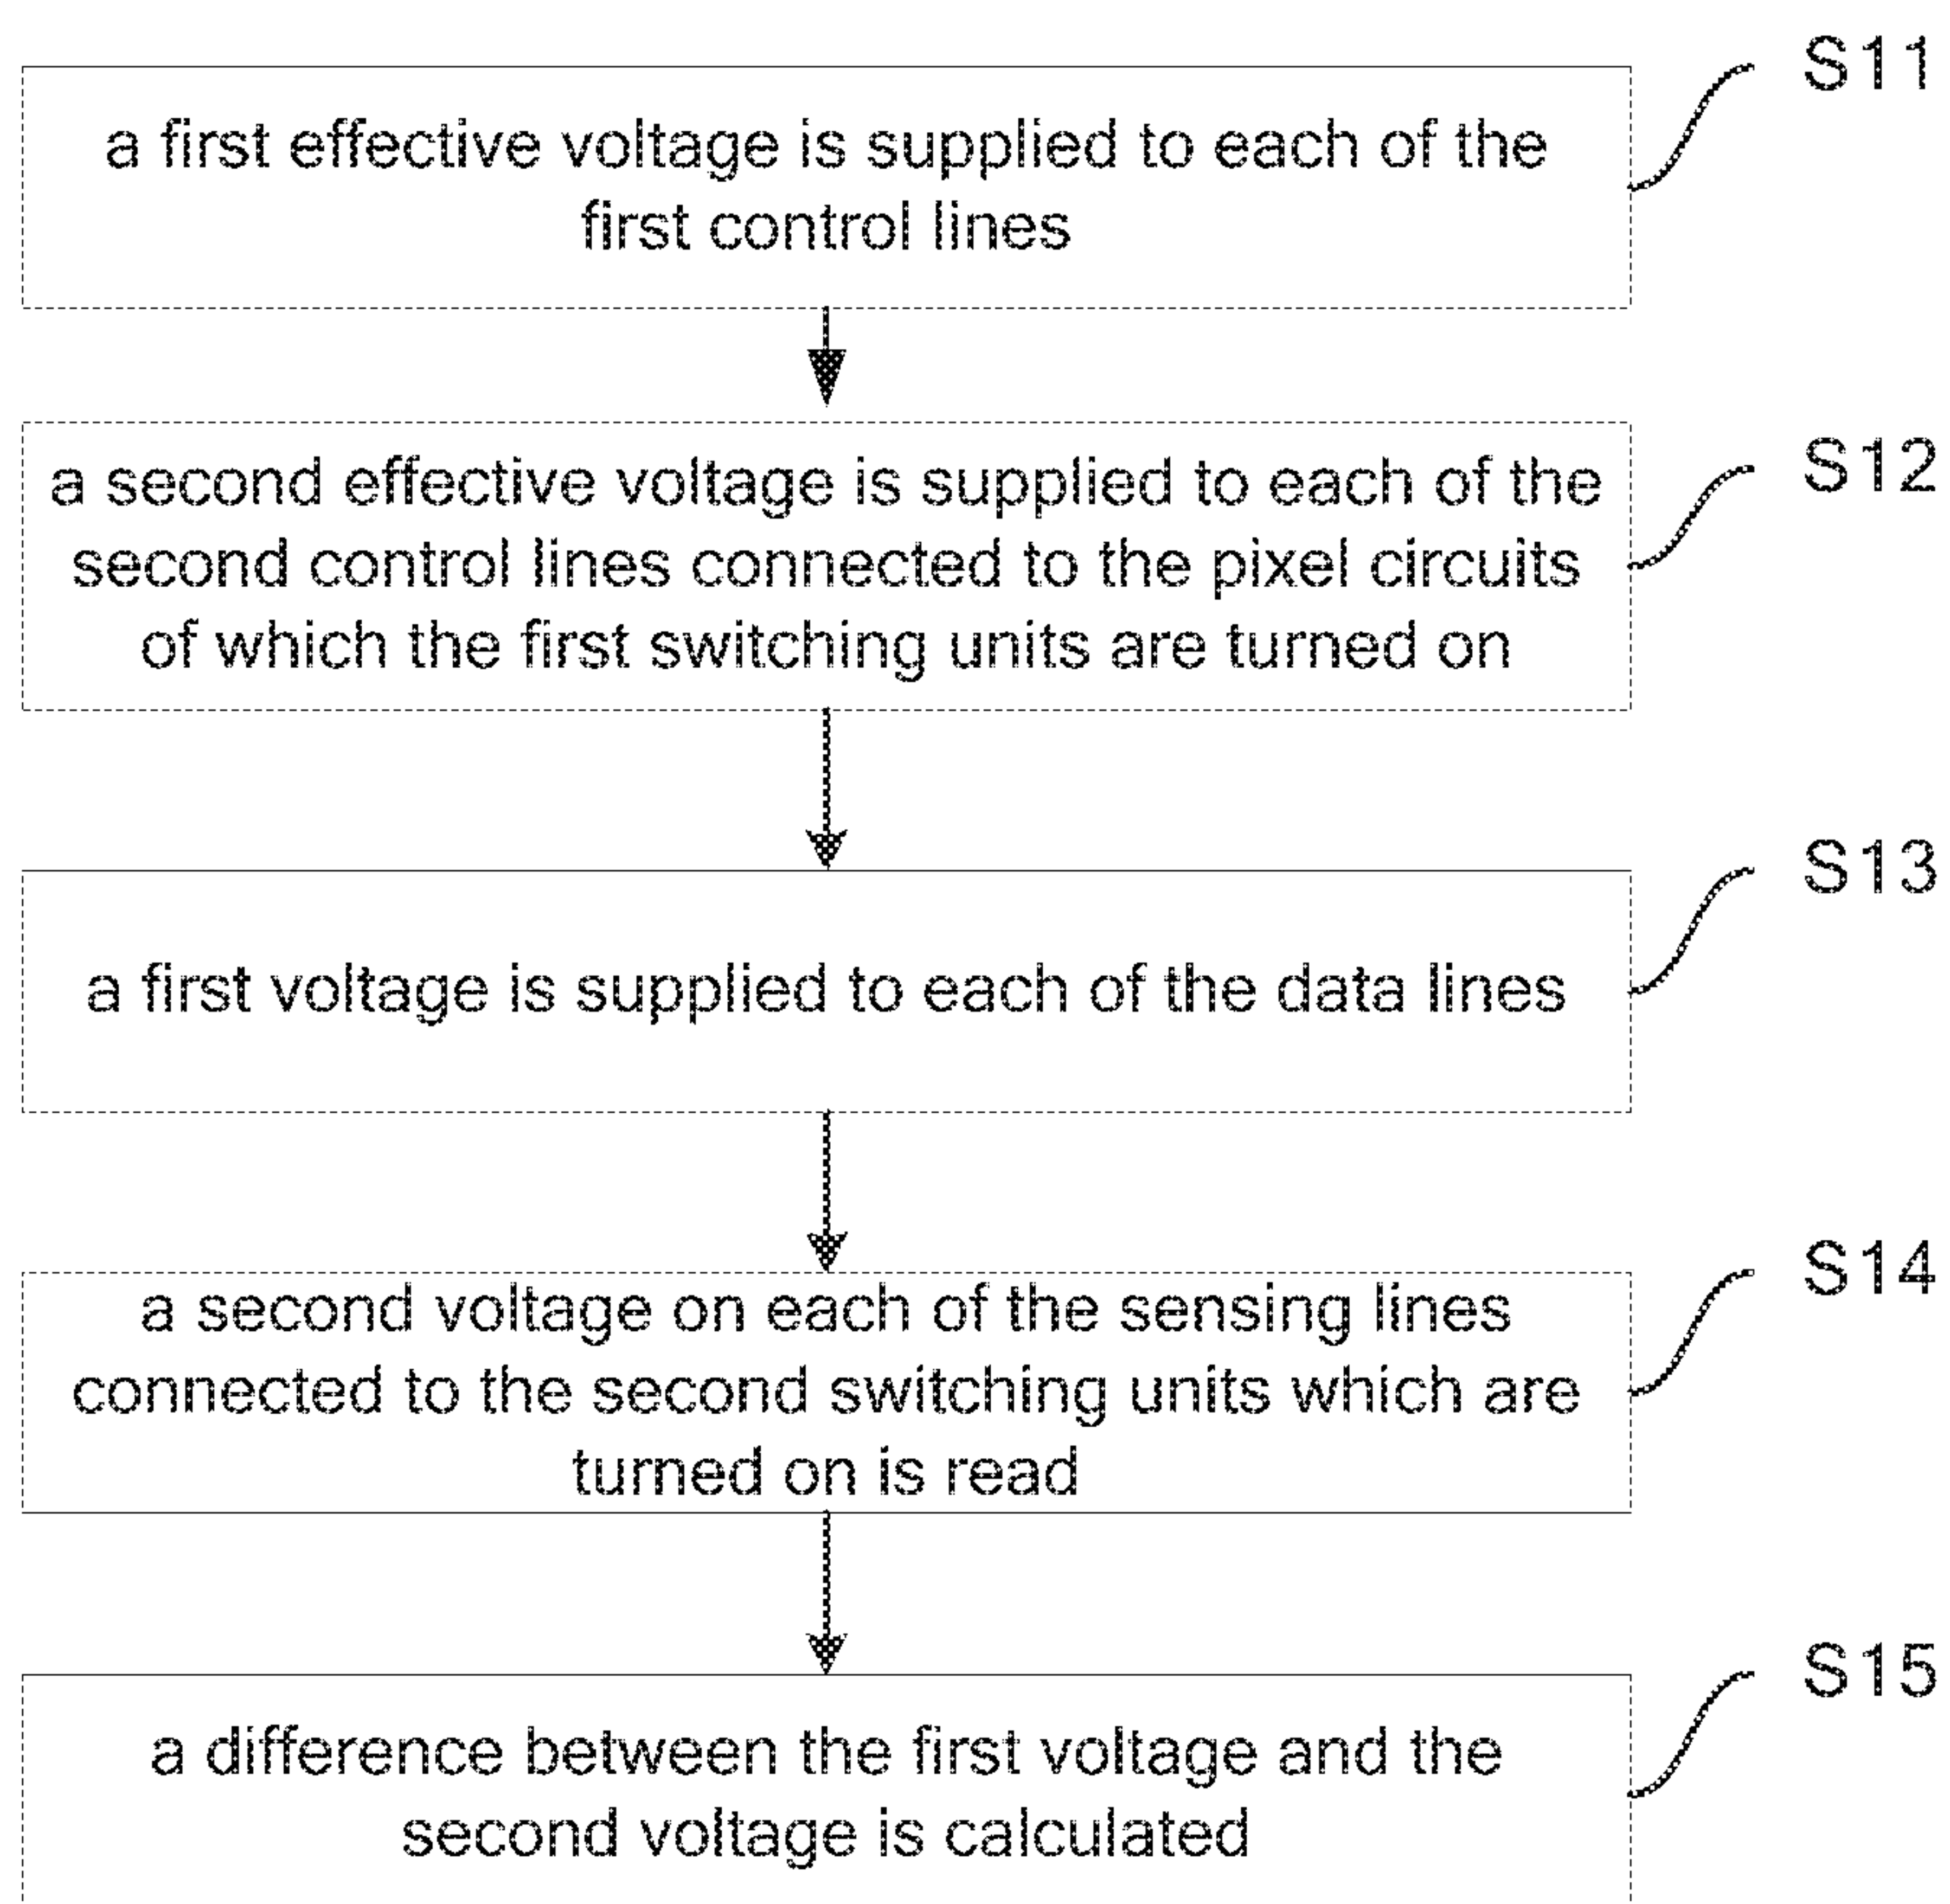 S11
a first effective voltage is supplied to each of the
first control lines
S12
a second effective voltage is supplied to each of the
second control lines connected to the pixel circuits
of which the first switching units are turned on
S13
a first voltage is supplied to each of the data lines
S14
a second voltage on each of the sensing lines
connected to the second switching units which are
turned on is read
S15
a difference between the first voltage and the
second voltage is calculated